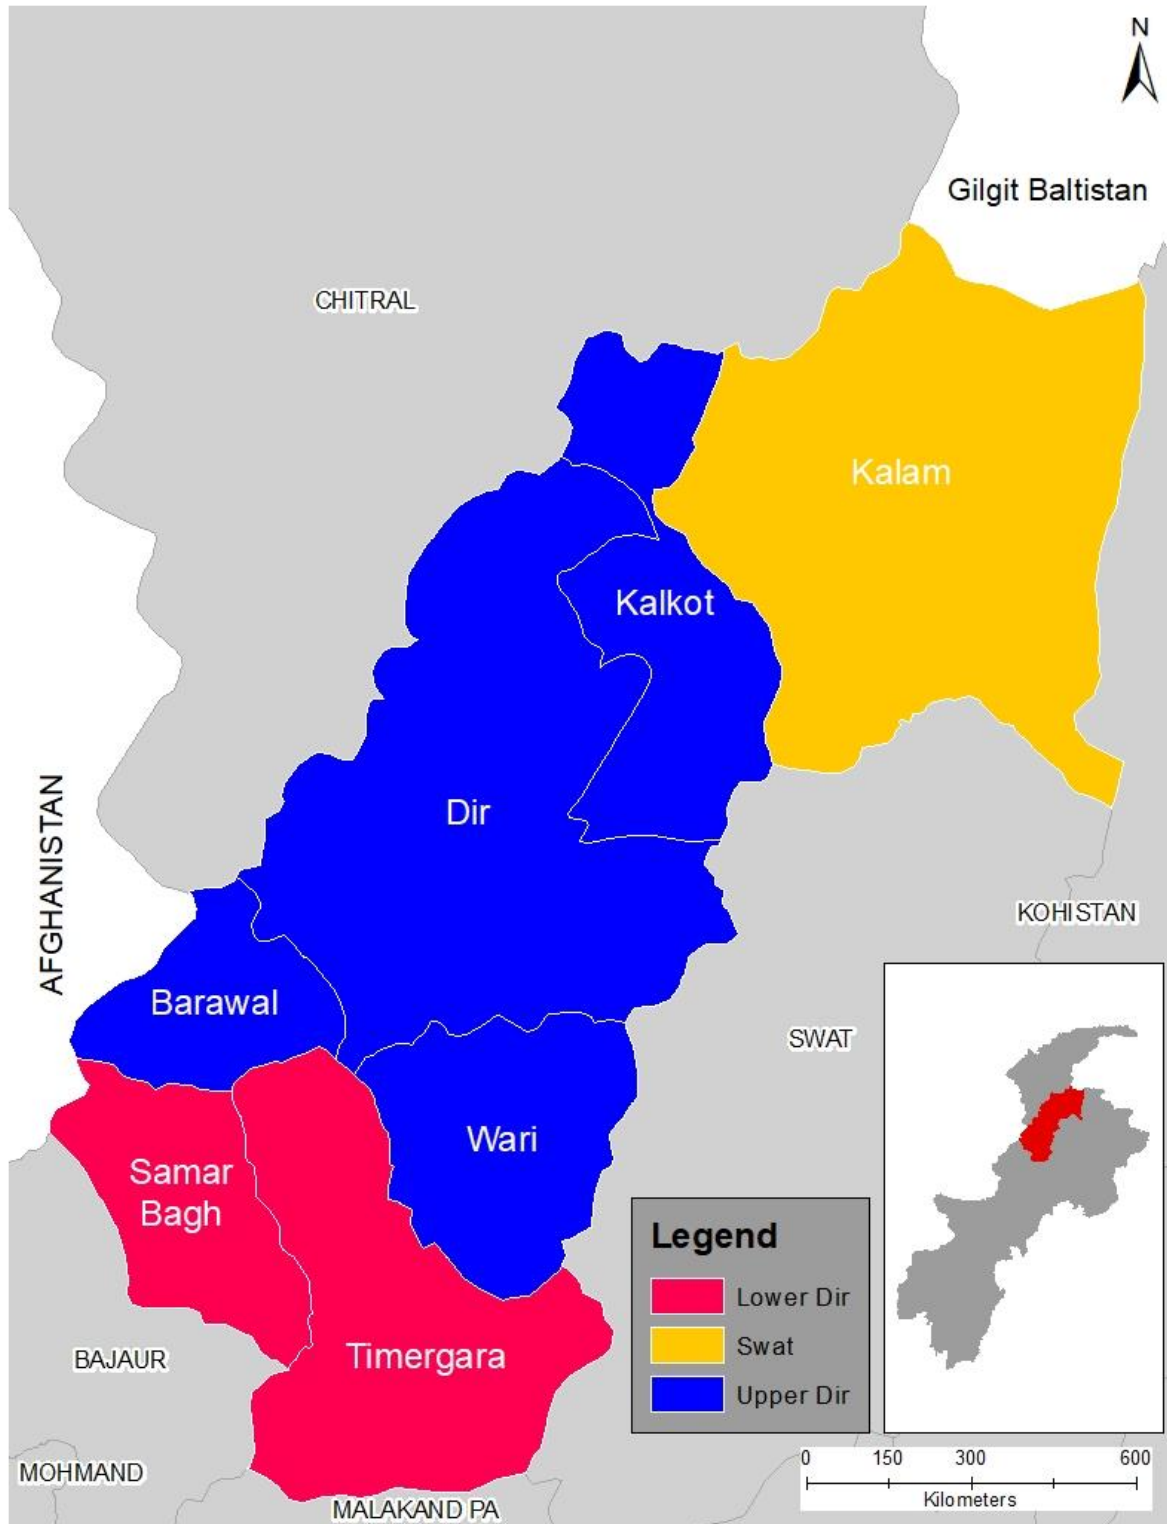 N
Gilgit Baltistan
CHITRAL
Kalam
Kalkot
Dir
AFGHANISTAN
KOHISTAN
Barawal
SWAT
Wari
Samar
Bagh
Legend
Lower Dir
Swat
Upper Dir
Timergara
BAJAUR
MOHMAND
MALAKAND PA
0 150 300 600
Kilometers